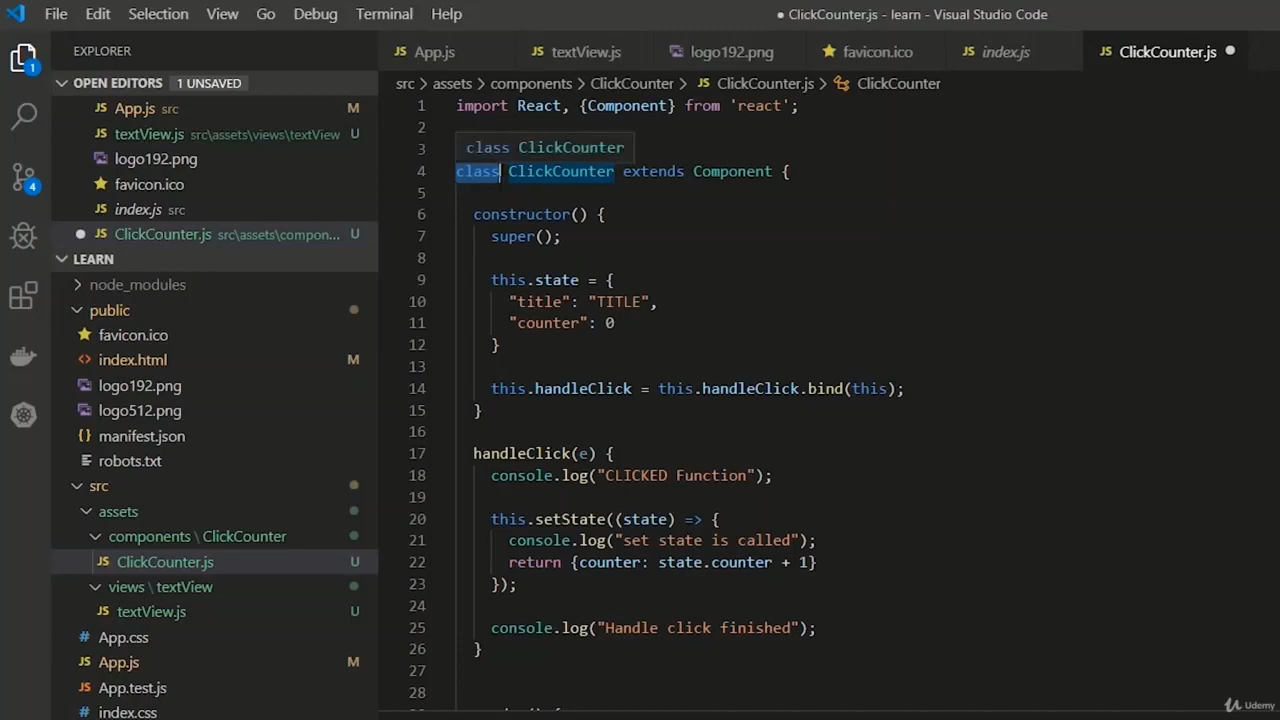 File Edit Selection View Go Debug Terminal Help
● ClickCounter.js - learn - Visual Studio Code
EXPLORER
OPEN EDITORS 1 UNSAVED
App.js src M
textView.js src\assets\views\textView U
logo192.png
favicon.ico
index.js src
ClickCounter.js src\assets\compon... U
LEARN
node_modules
public
favicon.ico
index.html M
logo192.png
logo512.png
manifest.json
robots.txt
src
assets
components \ ClickCounter
ClickCounter.js U
views \ textView
textView.js U
App.css
App.js M
App.test.js
index.css
1
4
JS App.js JS textView.js logo192.png favicon.ico JS index.js JS ClickCounter.js
src > assets > components > ClickCounter > JS ClickCounter.js > ClickCounter
1 import React, {Component} from 'react';
2
3 class ClickCounter
4 class ClickCounter extends Component {
5
6 constructor() {
7 super();
8
9 this.state = {
10 "title": "TITLE",
11 "counter": 0
12 }
13
14 this.handleClick = this.handleClick.bind(this);
15 }
16
17 handleClick(e) {
18 console.log("CLICKED Function");
19
20 this.setState((state) => {
21 console.log("set state is called");
22 return {counter: state.counter + 1}
23 });
24
25 console.log("Handle click finished");
26 }
27
28
Udemy